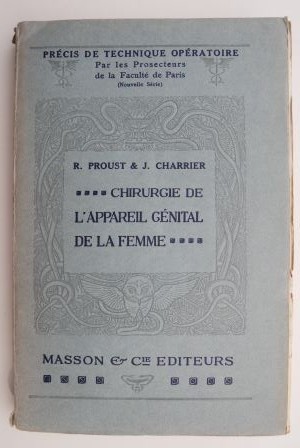 PRÉCIS DE TECHNIQUE OPÉRATOIRE
Par les Prosecteurs
de la Faculté de Paris
(Nouvelle Série)
R. PROUST & J. CHARRIER
CHIRURGIE DE
L'APPAREIL GÉNITAL
DE LA FEMME
MASSON & CIE EDITEURS